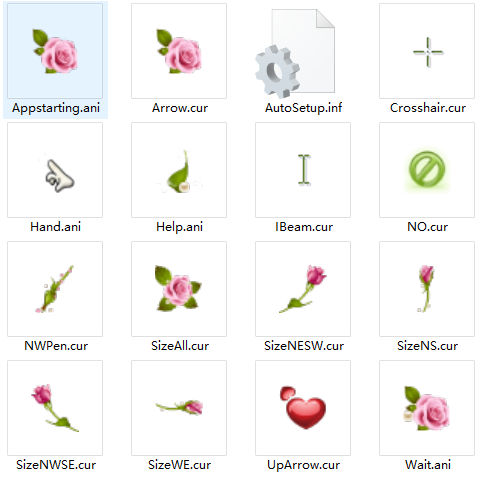 Appstarting.ani
Arrow.cur
AutoSetup.inf
Crosshair.cur
Hand.ani
Help.ani
IBeam.cur
NO.cur
NWPen.cur
SizeAll.cur
SizeNESW.cur
SizeNS.cur
SizeNWSE.cur
SizeWE.cur
UpArrow.cur
Wait.ani